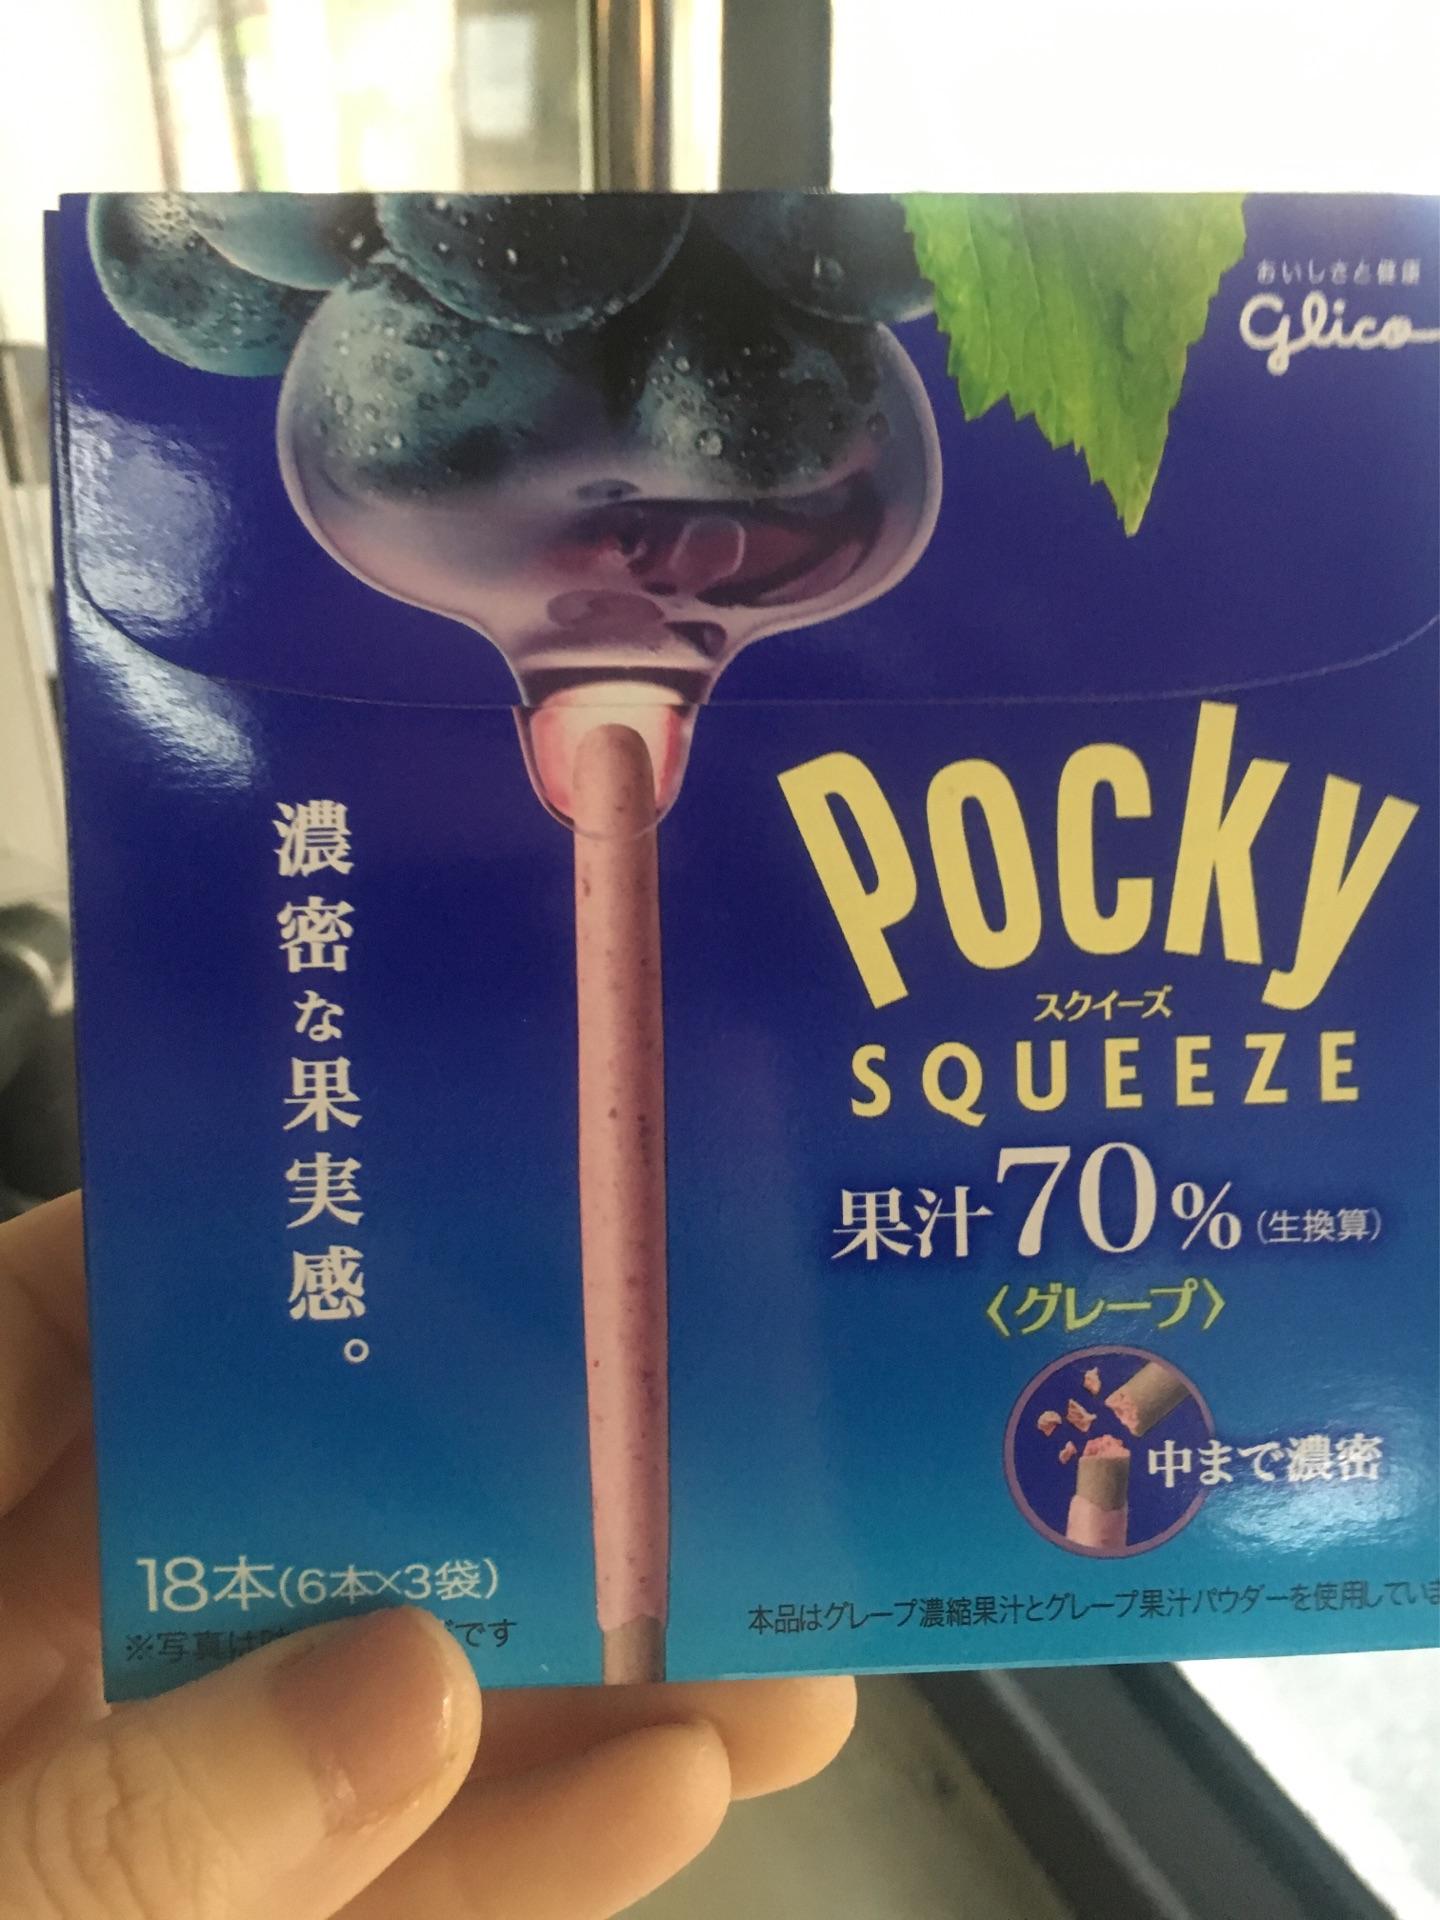 おいしさと健康
Glico
Pocky
スクイーズ
SQUEEZE
果汁70%(生換算)
〈グレープ〉
中まで濃密
濃密な果実感。
18本(6本×3袋)
※写真は
です
本品はグレープ濃縮果汁とグレープ果汁パウダーを使用してい